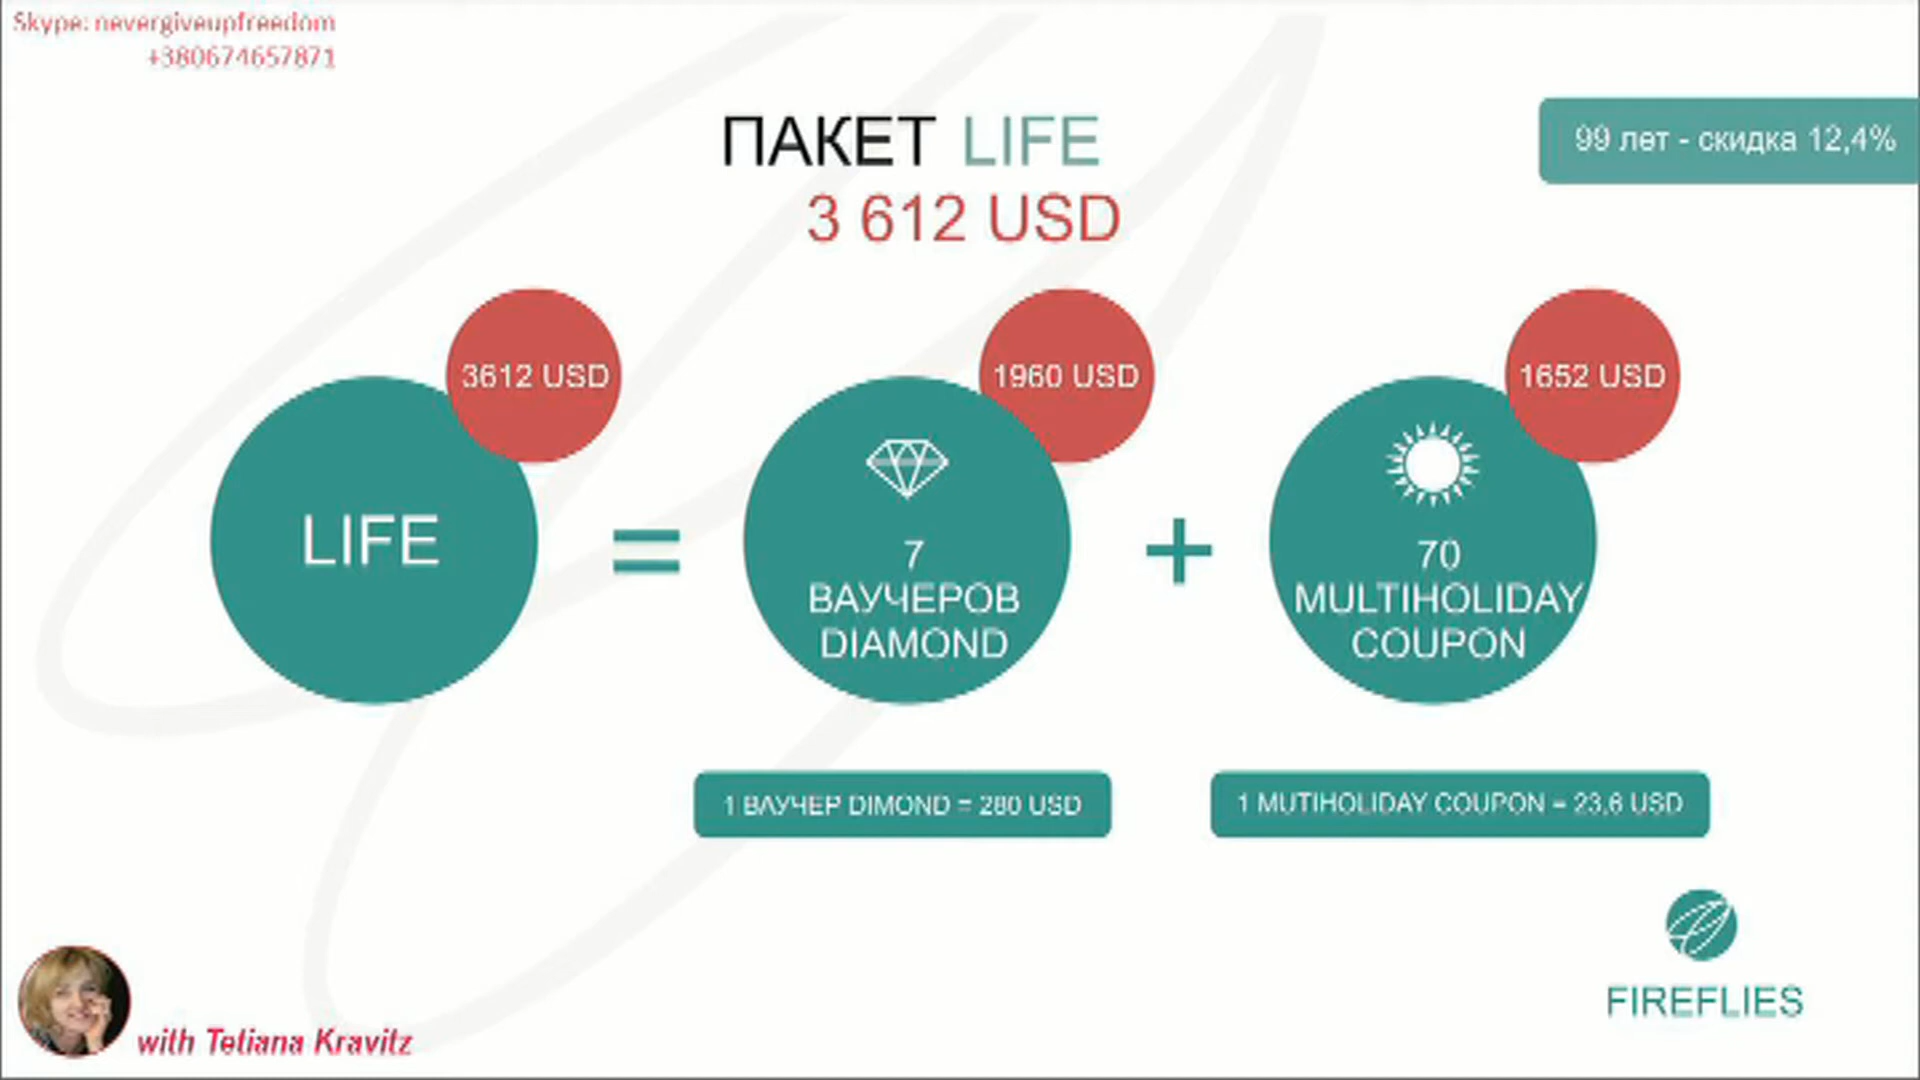 Skype: nevergiveupfreedom
+380674657871
ПАКЕТ LIFE
3 612 USD
99 лет - скидка 12,4%
3612 USD
LIFE
=
1960 USD
7
ВАУЧЕРОВ
DIAMOND
+
1652 USD
70
MULTIHOLIDAY
COUPON
1 ВАУЧЕР DIMOND = 280 USD
1 MUTIHOLIDAY COUPON = 23,6 USD
FIREFLIES
with Tetiana Kravitz